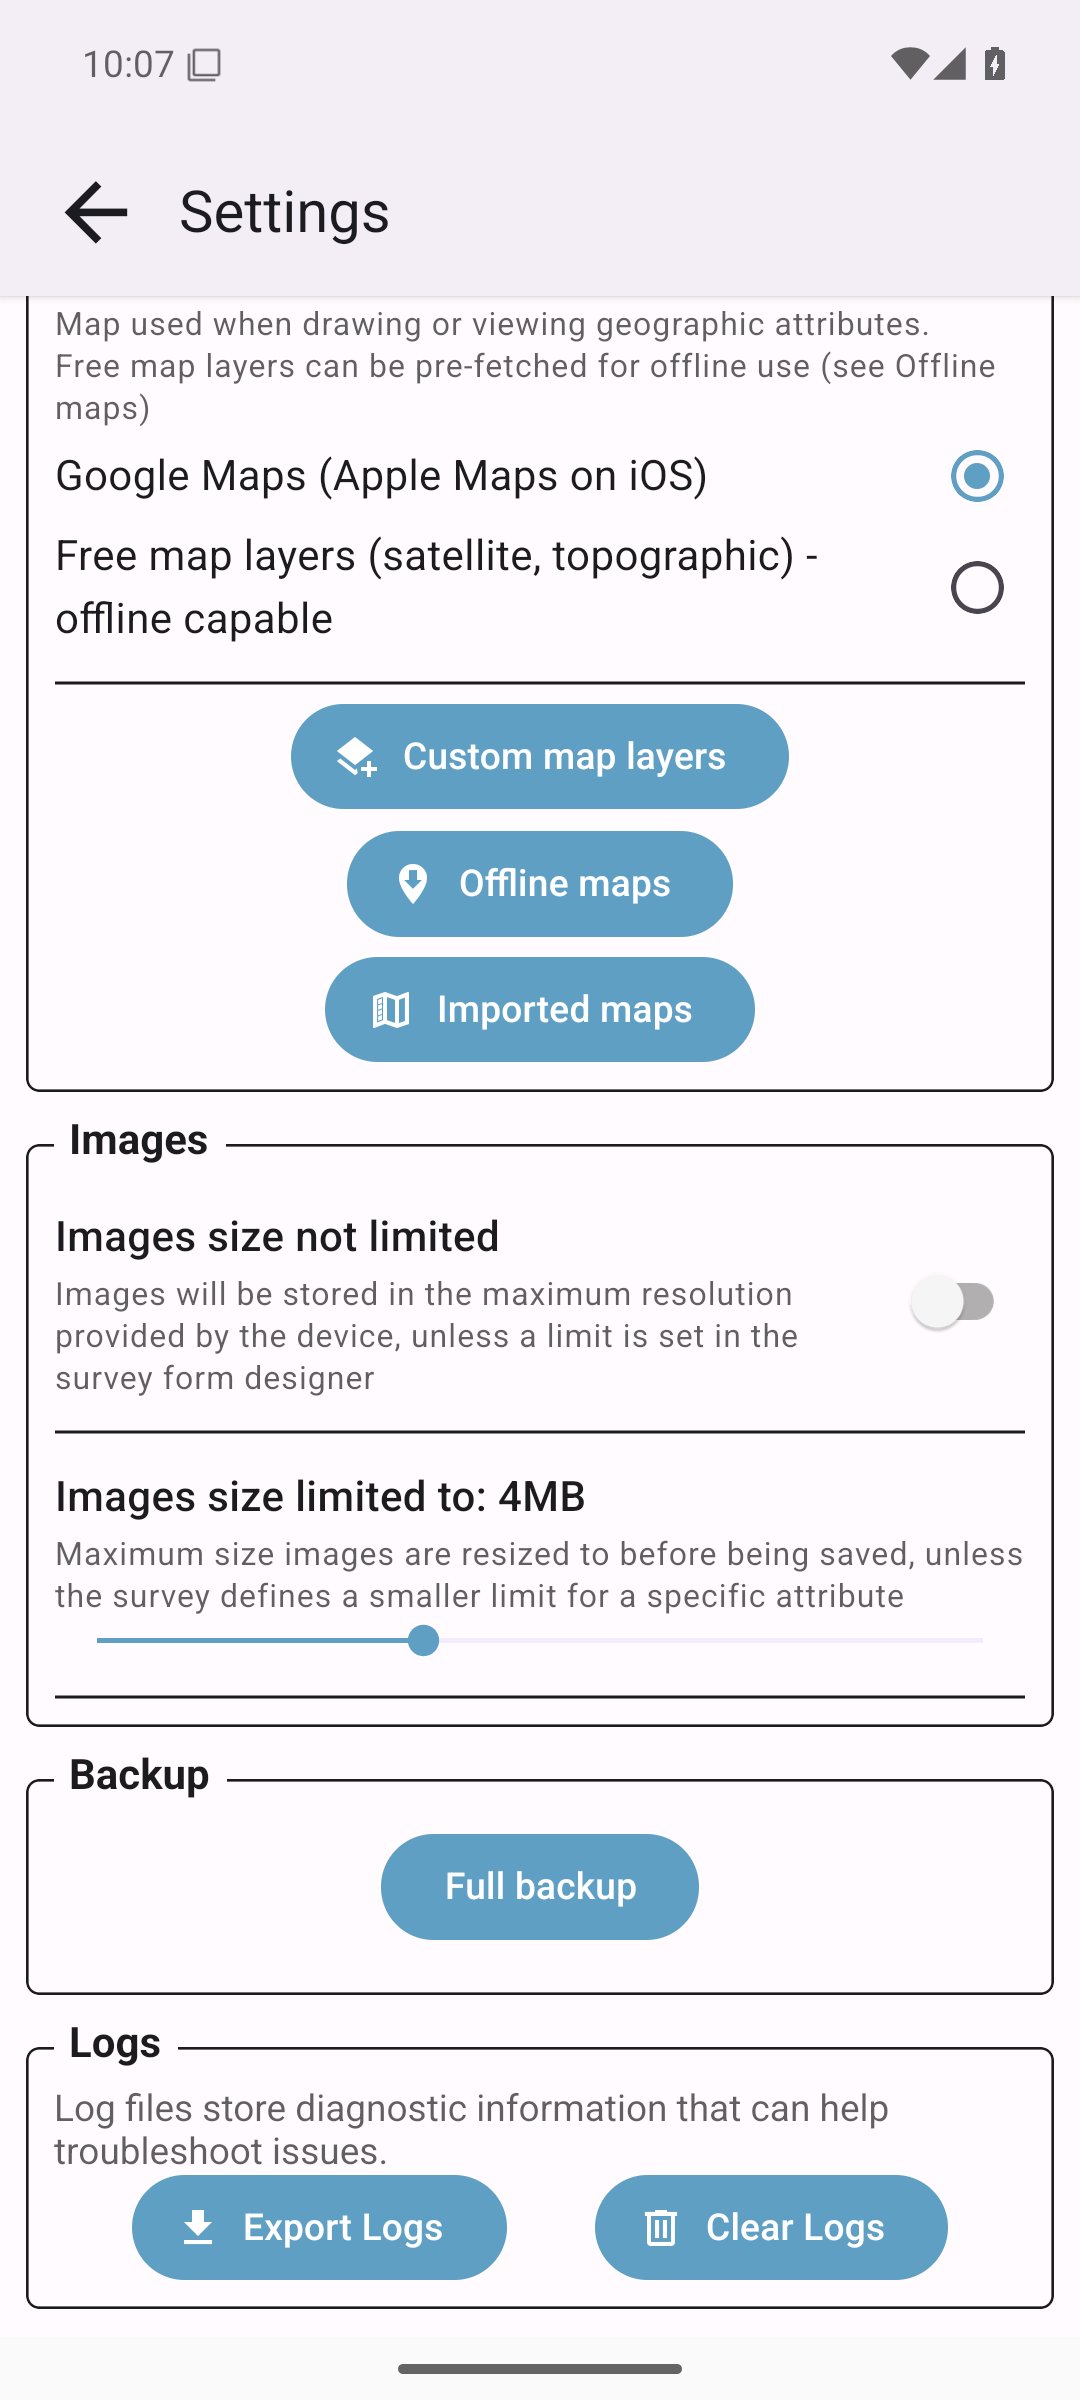 10:07
Settings
Map used when drawing or viewing geographic attributes.
Free map layers can be pre-fetched for offline use (see Offline
maps)
Google Maps (Apple Maps on iOS)
Free map layers (satellite, topographic) -
offline capable
Custom map layers
Offline maps
Imported maps
Images
Images size not limited
Images will be stored in the maximum resolution
provided by the device, unless a limit is set in the
survey form designer
Images size limited to: 4MB
Maximum size images are resized to before being saved, unless
the survey defines a smaller limit for a specific attribute
Backup
Full backup
Logs
Log files store diagnostic information that can help
troubleshoot issues.
Export Logs
Clear Logs